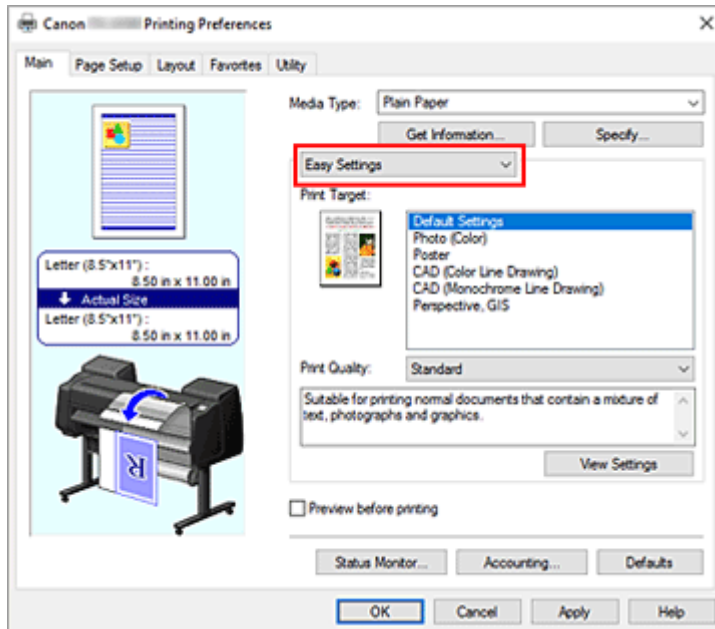 Canon Printing Preferences
Main Page Setup Layout Favorites Utility
Media Type: Plain Paper
Get Information... Specify...
Easy Settings
Print Target:
Default Settings
Photo (Color)
Poster
CAD (Color Line Drawing)
CAD (Monochrome Line Drawing)
Perspective, GIS
Letter (8.5"x11") :
8.50 in x 11.00 in
Actual Size
Letter (8.5"x11") :
8.50 in x 11.00 in
Print Quality: Standard
Suitable for printing normal documents that contain a mixture of
text, photographs and graphics.
View Settings
R
Preview before printing
Status Monitor... Accounting... Defaults
OK Cancel Apply Help